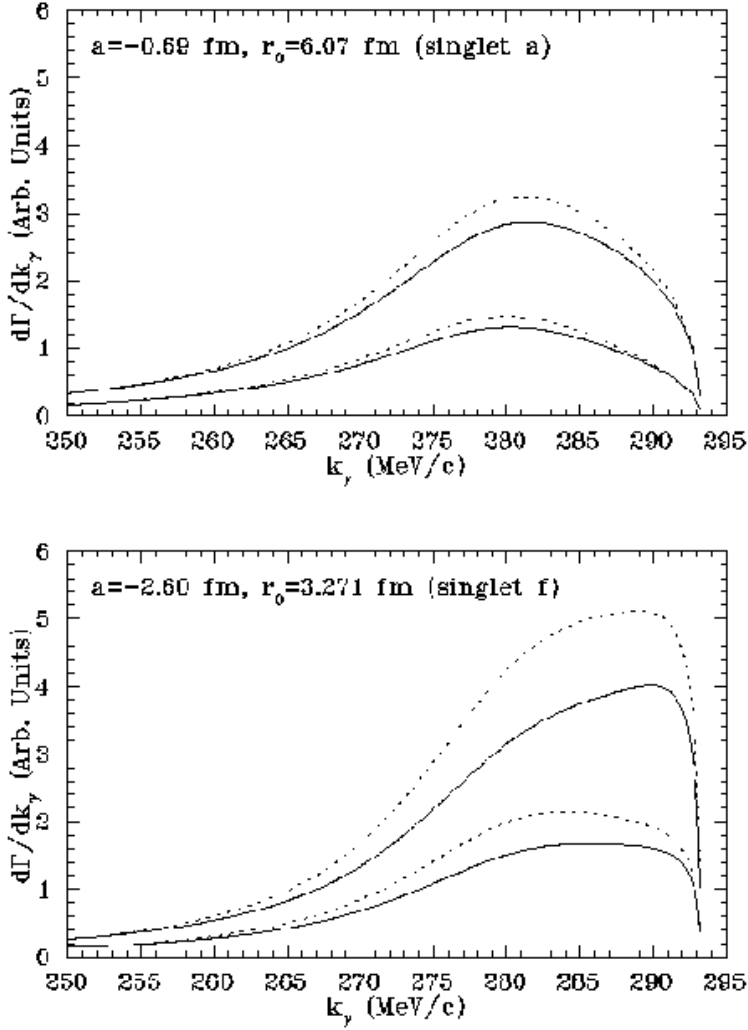 6
a=-0.69 fm, r₀=6.07 fm (singlet a)
5
4
3
2
1
0
dΓ/dkᵧ (Arb. Units)
250 255 260 265 270 275 280 285 290 295
kᵧ (MeV/c)
6
a=-2.60 fm, r₀=3.271 fm (singlet f)
5
4
3
2
1
0
dΓ/dkᵧ (Arb. Units)
250 255 260 265 270 275 280 285 290 295
kᵧ (MeV/c)